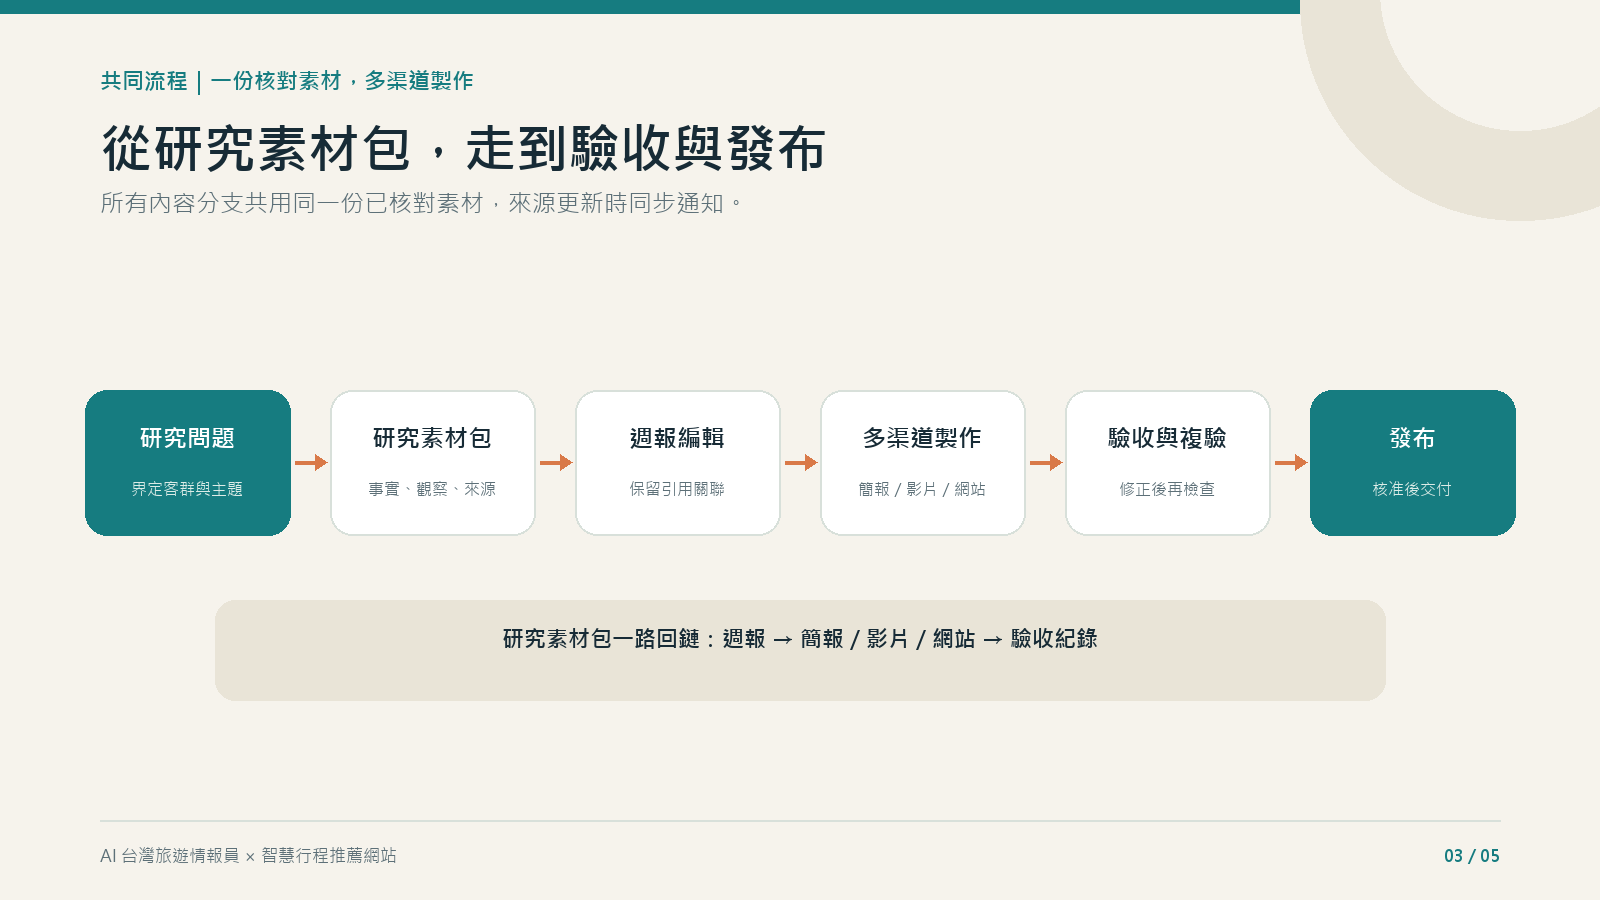 共同流程｜一份核對素材，多渠道製作
從研究素材包，走到驗收與發布
所有內容分支共用同一份已核對素材，來源更新時同步通知。
研究問題
界定客群與主題
研究素材包
事實、觀察、來源
週報編輯
保留引用關聯
多渠道製作
簡報 / 影片 / 網站
驗收與複驗
修正後再檢查
發布
核准後交付
研究素材包一路回鏈：週報 → 簡報 / 影片 / 網站 → 驗收紀錄
AI 台灣旅遊情報員 × 智慧行程推薦網站
03 / 05